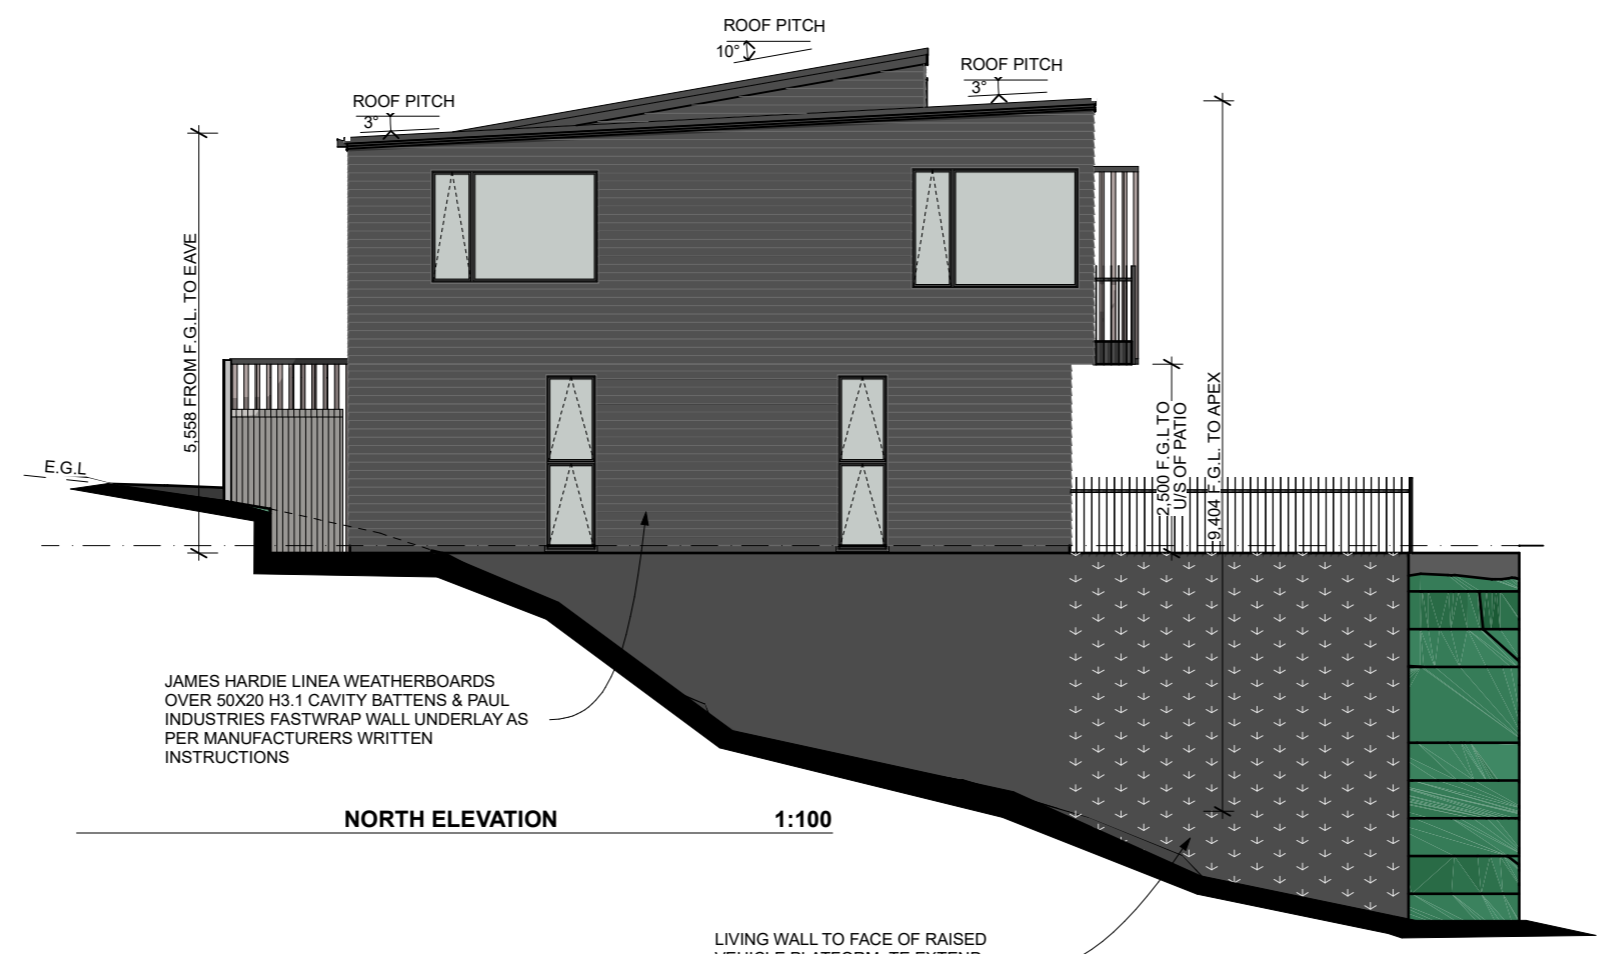 ROOF PITCH
10°
ROOF PITCH
3°
ROOF PITCH
3°
5,558 FROM F.G.L. TO EAVE
E.G.L
2,500 F.G.L TO
U/S OF PATIO
9,404 F.G.L. TO APEX
JAMES HARDIE LINEA WEATHERBOARDS
OVER 50X20 H3.1 CAVITY BATTENS & PAUL
INDUSTRIES FASTWRAP WALL UNDERLAY AS
PER MANUFACTURERS WRITTEN
INSTRUCTIONS
NORTH ELEVATION 1:100
LIVING WALL TO FACE OF RAISED
VEHICLE PLATFORM